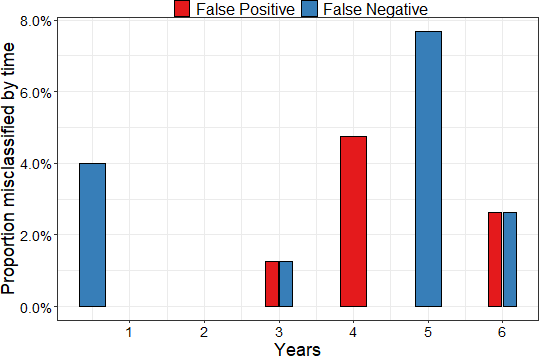 False Positive False Negative
Proportion misclassified by time
8.0%
6.0%
4.0%
2.0%
0.0%
1 2 3 4 5 6
Years